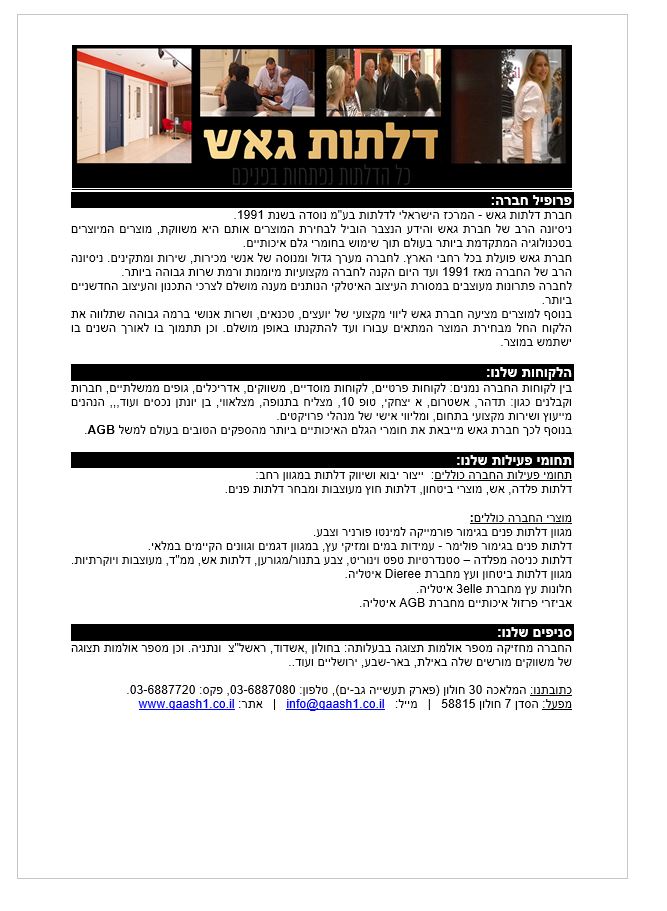 דלתות גאש
כל הדלתות נפתחות בפניכם
פרופיל חברה:
חברת דלתות גאש - המרכז הישראלי לדלתות בע"מ נוסדה בשנת 1991.
ניסיונה הרב של חברת גאש והידע הנצבר הוביל לבחירת המוצרים אותם היא משווקת, מוצרים המיוצרים
בטכנולוגיה המתקדמת ביותר בעולם תוך שימוש בחומרי גלם איכותיים.
חברת גאש פועלת בכל רחבי הארץ. לחברה מערך גדול ומנוסה של אנשי מכירות, שירות ומתקינים. ניסיונה
הרב של החברה מאז 1991 ועד היום הקנה לחברה מקצועיות מיומנות ורמת שרות גבוהה ביותר.
לחברה פתרונות מעוצבים במסורת העיצוב האיטלקי הנותנים מענה מושלם לצרכי התכנון והעיצוב החדשניים
ביותר.
בנוסף למוצרים מציעה חברת גאש ליווי מקצועי של יועצים, טכנאים, ושרות אנושי ברמה גבוהה שתלווה את
הלקוח החל מבחירת המוצר המתאים עבורו ועד להתקנתו באופן מושלם. וכן תתמוך בו לאורך השנים בו
ישתמש במוצר.
הלקוחות שלנו:
בין לקוחות החברה נמנים: לקוחות פרטיים, לקוחות מוסדיים, משווקים, אדריכלים, גופים ממשלתיים, חברות
וקבלנים כגון: תדהר, אשטרום, א יצחקי, טופ 10, מצליח בתנופה, מצלאווי, בן יונתן נכסים ועוד,,, הנהנים
מייעוץ ושירות מקצועי בתחום, ומליווי אישי של מנהלי פרויקטים.
בנוסף לכך חברת גאש מייבאת את חומרי הגלם האיכותיים ביותר מהספקים הטובים בעולם למשל AGB.
תחומי פעילות שלנו:
תחומי פעילות החברה כוללים: ייצור יבוא ושיווק דלתות במגוון רחב:
דלתות פלדה, אש, מוצרי ביטחון, דלתות חוץ מעוצבות ומבחר דלתות פנים.
מוצרי החברה כוללים:
מגוון דלתות פנים בגימור פורמייקה למינטו פורניר וצבע.
דלתות פנים בגימור פולימר - עמידות במים ומזיקי עץ, במגוון דגמים וגוונים הקיימים במלאי.
דלתות כניסה מפלדה – סטנדרטיות טפט וינוריט, צבע בתנור/מגורען, דלתות אש, ממ"ד, מעוצבות ויוקרתיות.
מגוון דלתות ביטחון ועץ מחברת Dieree איטליה.
חלונות עץ מחברת 3elle איטליה.
אביזרי פרזול איכותיים מחברת AGB איטליה.
סניפים שלנו:
החברה מחזיקה מספר אולמות תצוגה בבעלותה: בחולון ,אשדוד, ראשל"צ ונתניה. וכן מספר אולמות תצוגה
של משווקים מורשים שלה באילת, באר-שבע, ירושליים ועוד..
כתובתנו: המלאכה 30 חולון (פארק תעשייה גב-ים), טלפון: 03-6887080, פקס: 03-6887720.
מפעל: הסדן 7 חולון 58815 | מייל: info@gaash1.co.il | אתר: www.gaash1.co.il